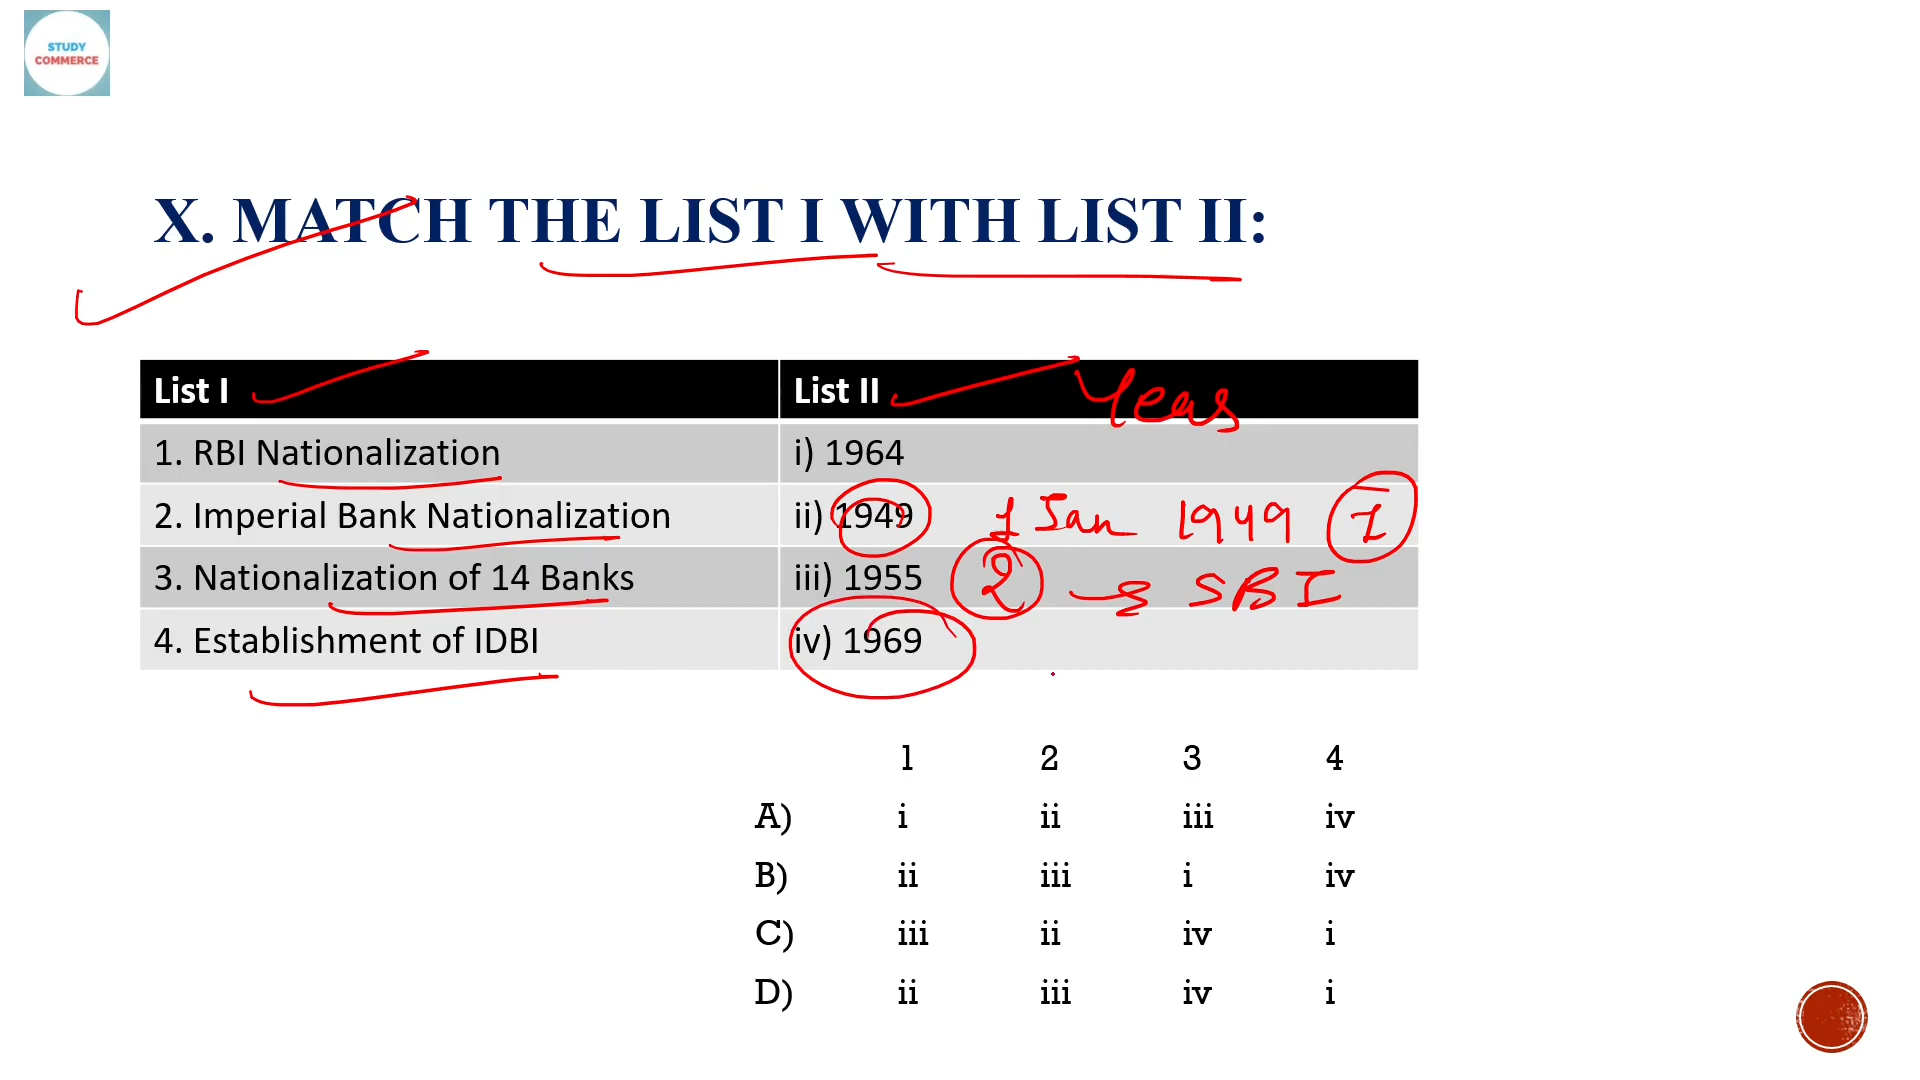 STUDY
COMMERCE
X. MATCH THE LIST I WITH LIST II:
List I List II Years
1. RBI Nationalization i) 1964
2. Imperial Bank Nationalization ii) 1949 1 Jan 1949 I
3. Nationalization of 14 Banks iii) 1955 2 SBI
4. Establishment of IDBI iv) 1969
1 2 3 4
A) i ii iii iv
B) ii iii i iv
C) iii ii iv i
D) ii iii iv i